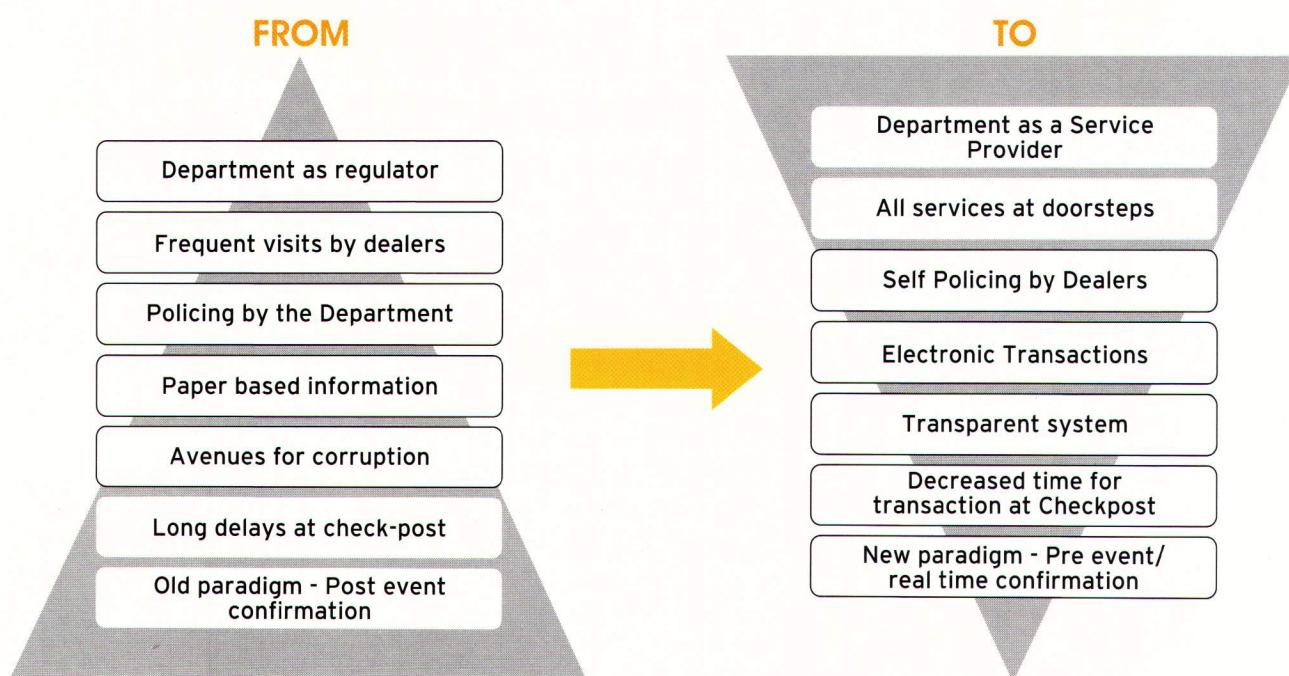 FROM
Department as regulator
Frequent visits by dealers
Policing by the Department
Paper based information
Avenues for corruption
Long delays at check-post
Old paradigm - Post event
confirmation
TO
Department as a Service
Provider
All services at doorsteps
Self Policing by Dealers
Electronic Transactions
Transparent system
Decreased time for
transaction at Checkpost
New paradigm - Pre event/
real time confirmation